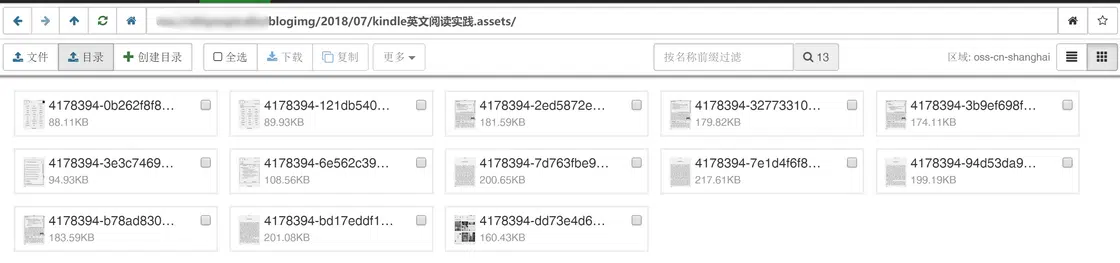 blogimg/2018/07/kindle英文阅读实践.assets/
文件 目录 创建目录 全选 下载 复制 更多 按名称前缀过滤 13 区域: oss-cn-shanghai
4178394-0b262f8f8... 4178394-121db540... 4178394-2ed5872e... 4178394-32773310... 4178394-3b9ef698f...
88.11KB 89.93KB 181.59KB 179.82KB 174.11KB
4178394-3e3c7469... 4178394-6e562c39... 4178394-7d763fbe9... 4178394-7e1d4f6f8... 4178394-94d53da9...
94.93KB 108.56KB 200.65KB 217.61KB 199.19KB
4178394-b78ad830... 4178394-bd17eddf1... 4178394-dd73e4d6...
183.59KB 201.08KB 160.43KB